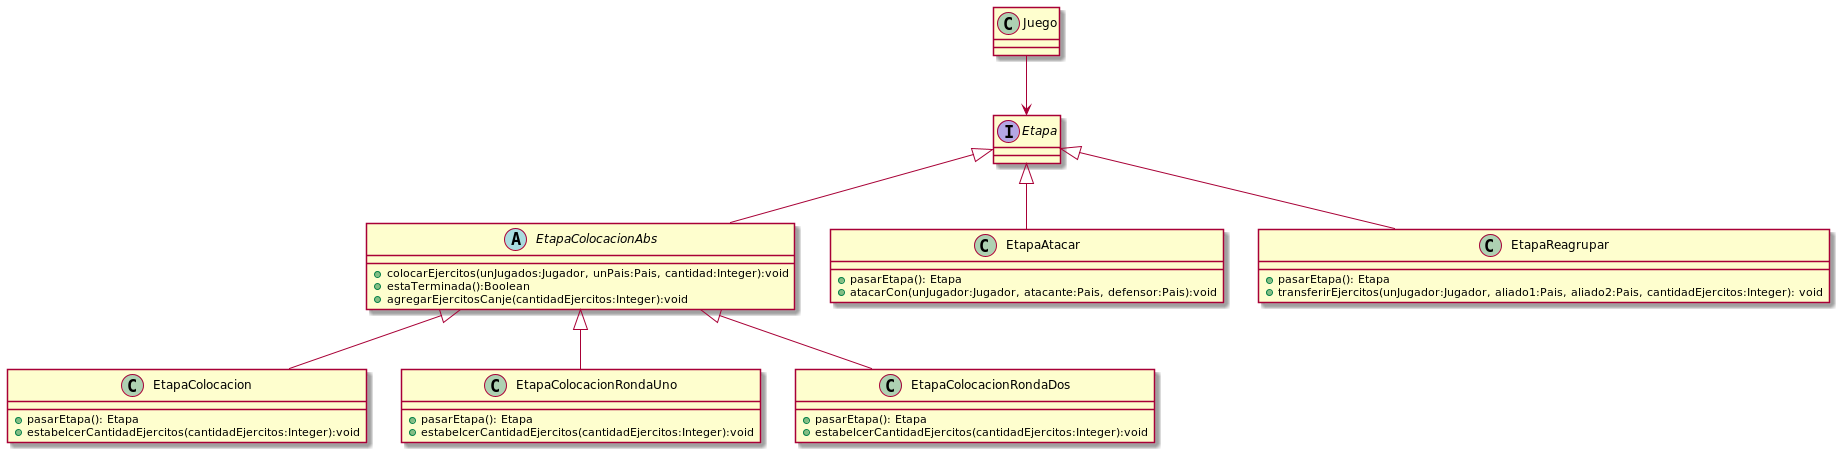 C Juego
I Etapa
A EtapaColocacionAbs
colocarEjercitos(unJugados:Jugador, unPais:Pais, cantidad:Integer):void
estaTerminada():Boolean
agregarEjercitosCanje(cantidadEjercitos:Integer):void
C EtapaAtacar
pasarEtapa(): Etapa
atacarCon(unJugador:Jugador, atacante:Pais, defensor:Pais):void
C EtapaReagrupar
pasarEtapa(): Etapa
transferirEjercitos(unJugador:Jugador, aliado1:Pais, aliado2:Pais, cantidadEjercitos:Integer): void
C EtapaColocacion
pasarEtapa(): Etapa
estabelcerCantidadEjercitos(cantidadEjercitos:Integer):void
C EtapaColocacionRondaUno
pasarEtapa(): Etapa
estabelcerCantidadEjercitos(cantidadEjercitos:Integer):void
C EtapaColocacionRondaDos
pasarEtapa(): Etapa
estabelcerCantidadEjercitos(cantidadEjercitos:Integer):void